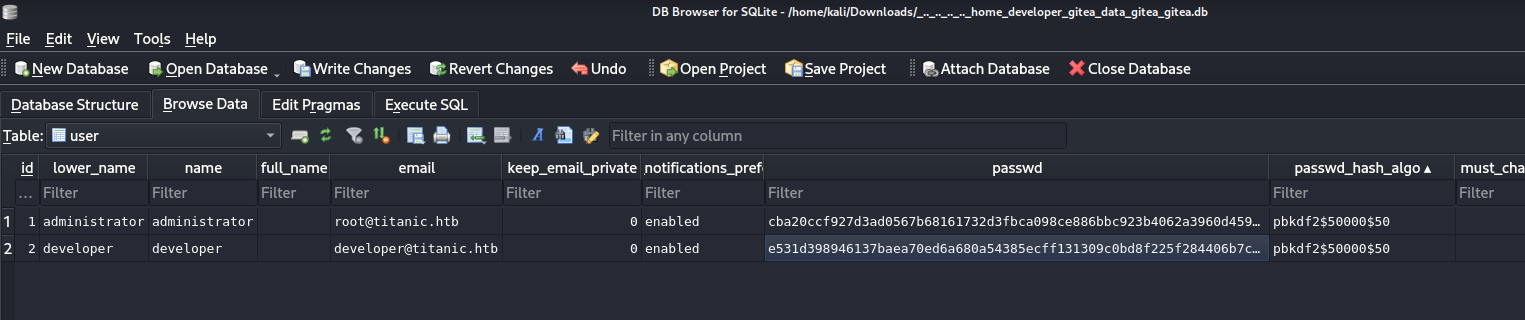 DB Browser for SQLite - /home/kali/Downloads/_.._.._.._.._home_developer_gitea_data_gitea_gitea.db
File Edit View Tools Help
New Database Open Database Write Changes Revert Changes Undo Open Project Save Project Attach Database Close Database
Database Structure Browse Data Edit Pragmas Execute SQL
Table: user Filter in any column
id lower_name name full_name email keep_email_private notifications_pref passwd passwd_hash_algo must_cha
... Filter Filter Filter Filter Filter Filter Filter Filter Filter
1 1 administrator administrator root@titanic.htb 0 enabled cba20ccf927d3ad0567b68161732d3fbca098ce886bbc923b4062a3960d459... pbkdf2$50000$50
2 2 developer developer developer@titanic.htb 0 enabled e531d398946137baea70ed6a680a54385ecff131309c0bd8f225f284406b7c... pbkdf2$50000$50